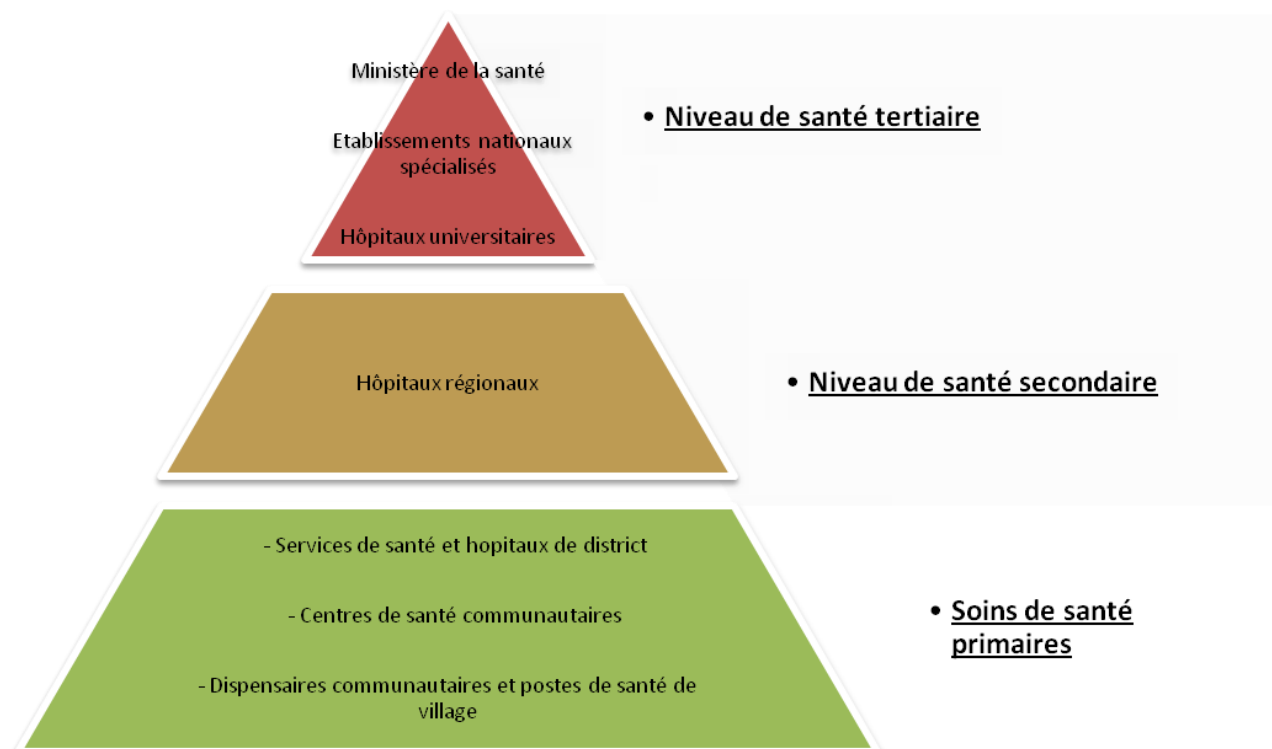 Ministère de la santé
• Niveau de santé tertiaire
Etablissements nationaux
spécialisés
Hôpitaux universitaires
Hôpitaux régionaux
• Niveau de santé secondaire
- Services de santé et hopitaux de district
- Centres de santé communautaires
• Soins de santé
primaires
- Dispensaires communautaires et postes de santé de
village